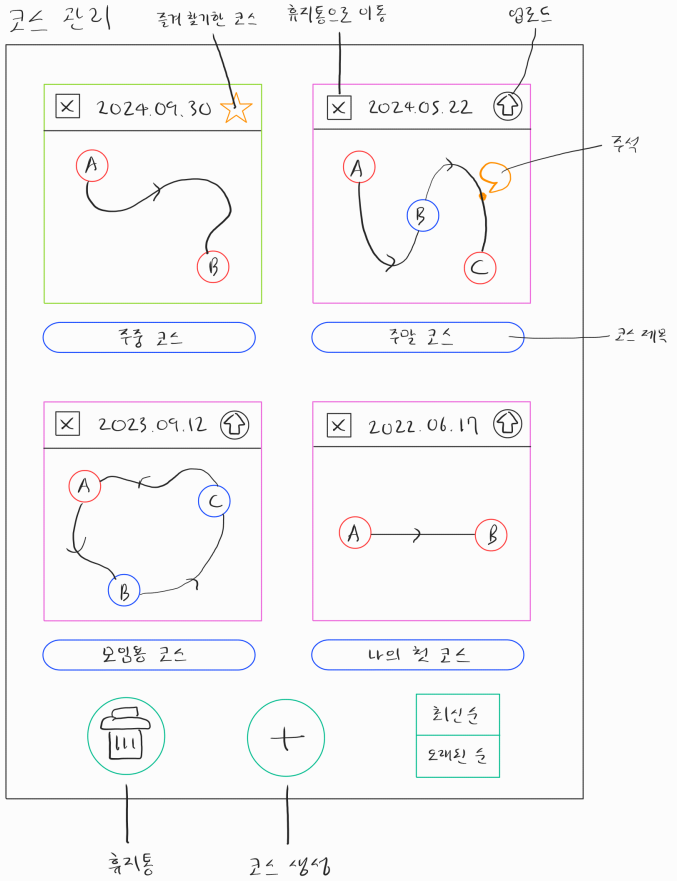 코스 관리
즐겨 찾기한 코스
휴지통으로 이동
업로드
X 2024.09.30
X 2024.05.22
주석
A
B
A
B
C
주중 코스
주말 코스
코스 제목
X 2023.09.12
X 2022.06.17
A
C
B
A
B
모임용 코스
나의 첫 코스
최신 순
오래된 순
휴지통
코스 생성